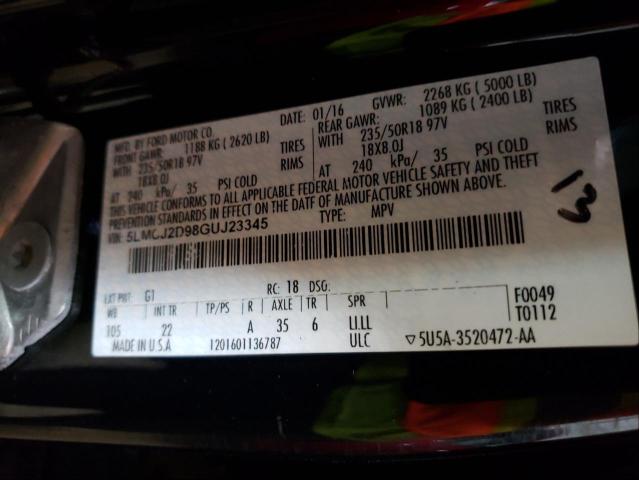 MFD. BY FORD MOTOR CO.
DATE: 01/16 GVWR: 2268 KG ( 5000 LB)
FRONT GAWR: 1188 KG ( 2620 LB) REAR GAWR: 1089 KG ( 2400 LB)
WITH 235/50R18 97V TIRES WITH 235/50R18 97V TIRES
18X8.0J RIMS 18X8.0J RIMS
AT 240 kPa/ 35 PSI COLD AT 240 kPa/ 35 PSI COLD
THIS VEHICLE CONFORMS TO ALL APPLICABLE FEDERAL MOTOR VEHICLE SAFETY AND THEFT
PREVENTION STANDARDS IN EFFECT ON THE DATE OF MANUFACTURE SHOWN ABOVE.
VIN: 5LMCJ2D98GUJ23345 TYPE: MPV
EXT PNT: G1 RC: 18 DSG:
WB INT TR TP/PS R AXLE TR SPR
105 22 A 35 6 LLLL
F0049
T0112
MADE IN U.S.A 1201601136787 ULC ▽5U5A-3520472-AA